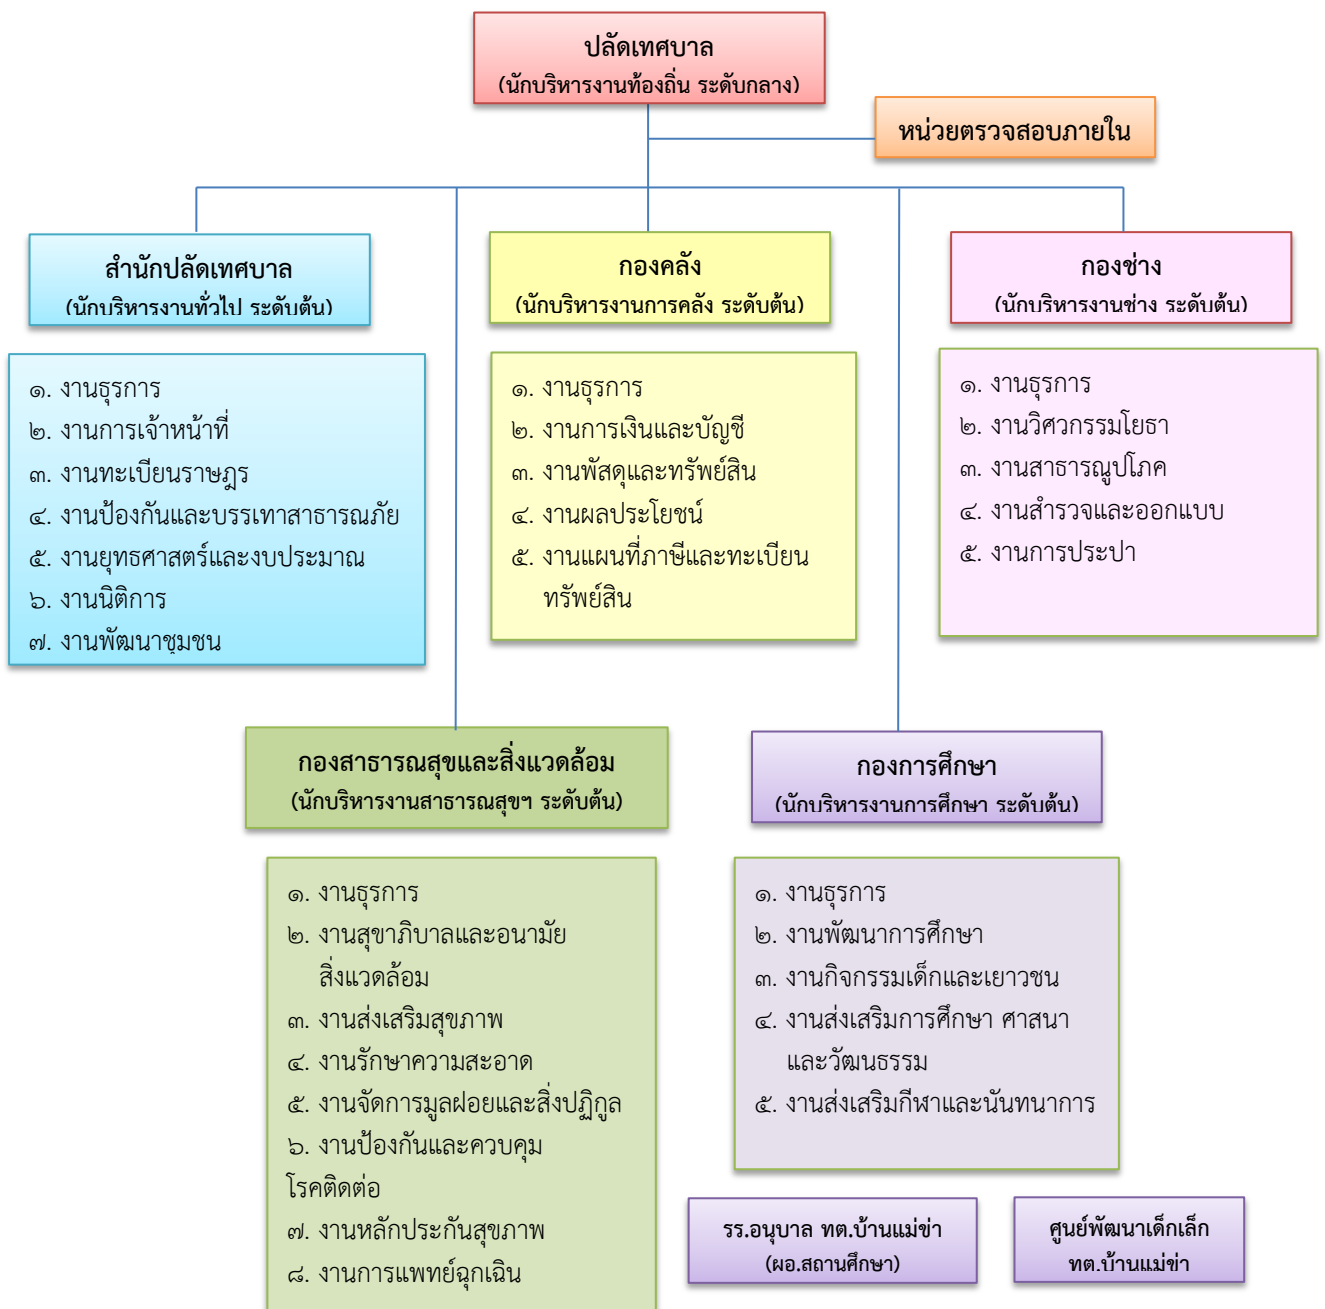 ปลัดเทศบาล
(นักบริหารงานท้องถิ่น ระดับกลาง)
หน่วยตรวจสอบภายใน
สำนักปลัดเทศบาล
(นักบริหารงานทั่วไป ระดับต้น)
๑. งานธุรการ
๒. งานการเจ้าหน้าที่
๓. งานทะเบียนราษฎร
๔. งานป้องกันและบรรเทาสาธารณภัย
๕. งานยุทธศาสตร์และงบประมาณ
๖. งานนิติการ
๗. งานพัฒนาชุมชน
กองคลัง
(นักบริหารงานการคลัง ระดับต้น)
๑. งานธุรการ
๒. งานการเงินและบัญชี
๓. งานพัสดุและทรัพย์สิน
๔. งานผลประโยชน์
๕. งานแผนที่ภาษีและทะเบียน
ทรัพย์สิน
กองช่าง
(นักบริหารงานช่าง ระดับต้น)
๑. งานธุรการ
๒. งานวิศวกรรมโยธา
๓. งานสาธารณูปโภค
๔. งานสำรวจและออกแบบ
๕. งานการประปา
กองสาธารณสุขและสิ่งแวดล้อม
(นักบริหารงานสาธารณสุขฯ ระดับต้น)
๑. งานธุรการ
๒. งานสุขาภิบาลและอนามัย
สิ่งแวดล้อม
๓. งานส่งเสริมสุขภาพ
๔. งานรักษาความสะอาด
๕. งานจัดการมูลฝอยและสิ่งปฏิกูล
๖. งานป้องกันและควบคุม
โรคติดต่อ
๗. งานหลักประกันสุขภาพ
๘. งานการแพทย์ฉุกเฉิน
กองการศึกษา
(นักบริหารงานการศึกษา ระดับต้น)
๑. งานธุรการ
๒. งานพัฒนาการศึกษา
๓. งานกิจกรรมเด็กและเยาวชน
๔. งานส่งเสริมการศึกษา ศาสนา
และวัฒนธรรม
๕. งานส่งเสริมกีฬาและนันทนาการ
รร.อนุบาล ทต.บ้านแม่ข่า
(ผอ.สถานศึกษา)
ศูนย์พัฒนาเด็กเล็ก
ทต.บ้านแม่ข่า